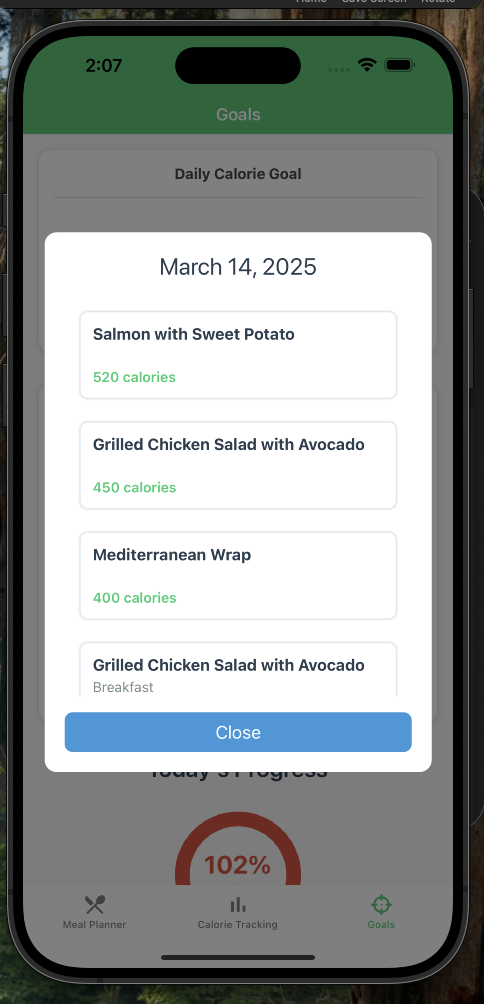 Home Save Screen Rotate
2:07
Goals
Daily Calorie Goal
March 14, 2025
Salmon with Sweet Potato
520 calories
Grilled Chicken Salad with Avocado
450 calories
Mediterranean Wrap
400 calories
Grilled Chicken Salad with Avocado
Breakfast
Close
Today's Progress
102%
Meal Planner Calorie Tracking Goals